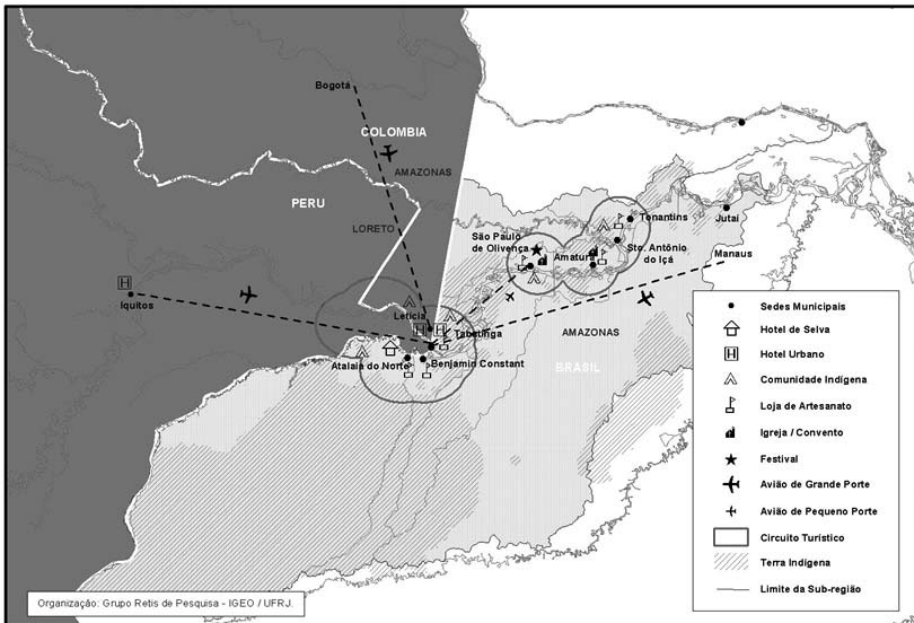 Bogotá
COLOMBIA
AMAZONAS
PERU
LORETO
Tonantins
Jutaí
São Paulo
de Olivença
Amaturá
Sto. Antônio
do Içá
Manaus
Iquitos
Letícia
Tabatinga
AMAZONAS
BRASIL
Atalaia do Norte
Benjamin Constant
Sedes Municipais
Hotel de Selva
Hotel Urbano
Comunidade Indígena
Loja de Artesanato
Igreja / Convento
Festival
Avião de Grande Porte
Avião de Pequeno Porte
Circuito Turístico
Terra Indígena
Limite da Sub-região
Organização: Grupo Retis de Pesquisa - IGEO / UFRJ.